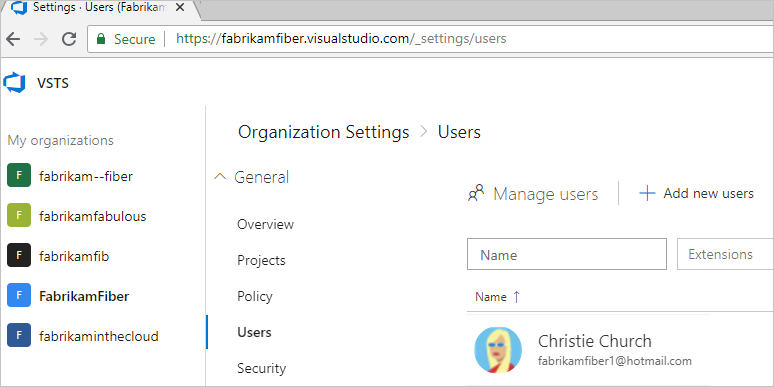 Settings · Users (Fabrikam
Secure
https://fabrikamfiber.visualstudio.com/_settings/users
VSTS
My organizations
F fabrikam--fiber
F fabrikamfabulous
F fabrikamfib
F FabrikamFiber
F fabrikaminthecloud
Organization Settings > Users
General
Overview
Projects
Policy
Users
Security
Manage users
Add new users
Name
Extensions
Name ↑
Christie Church
fabrikamfiber1@hotmail.com